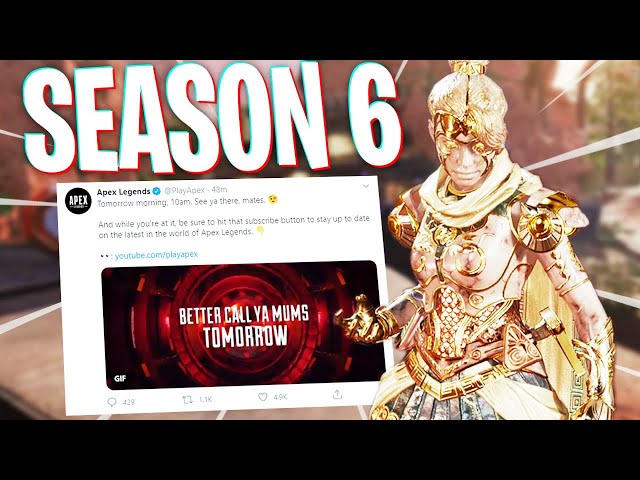 SEASON 6
APEX
Apex Legends @PlayApex · 48m
Tomorrow morning, 10am. See ya there, mates. 😉
And while you're at it, be sure to hit that subscribe button to stay up to date
on the latest in the world of Apex Legends. 👇
👀: youtube.com/playapex
BETTER CALL YA MUMS
TOMORROW
GIF
429 1.1K 4.9K